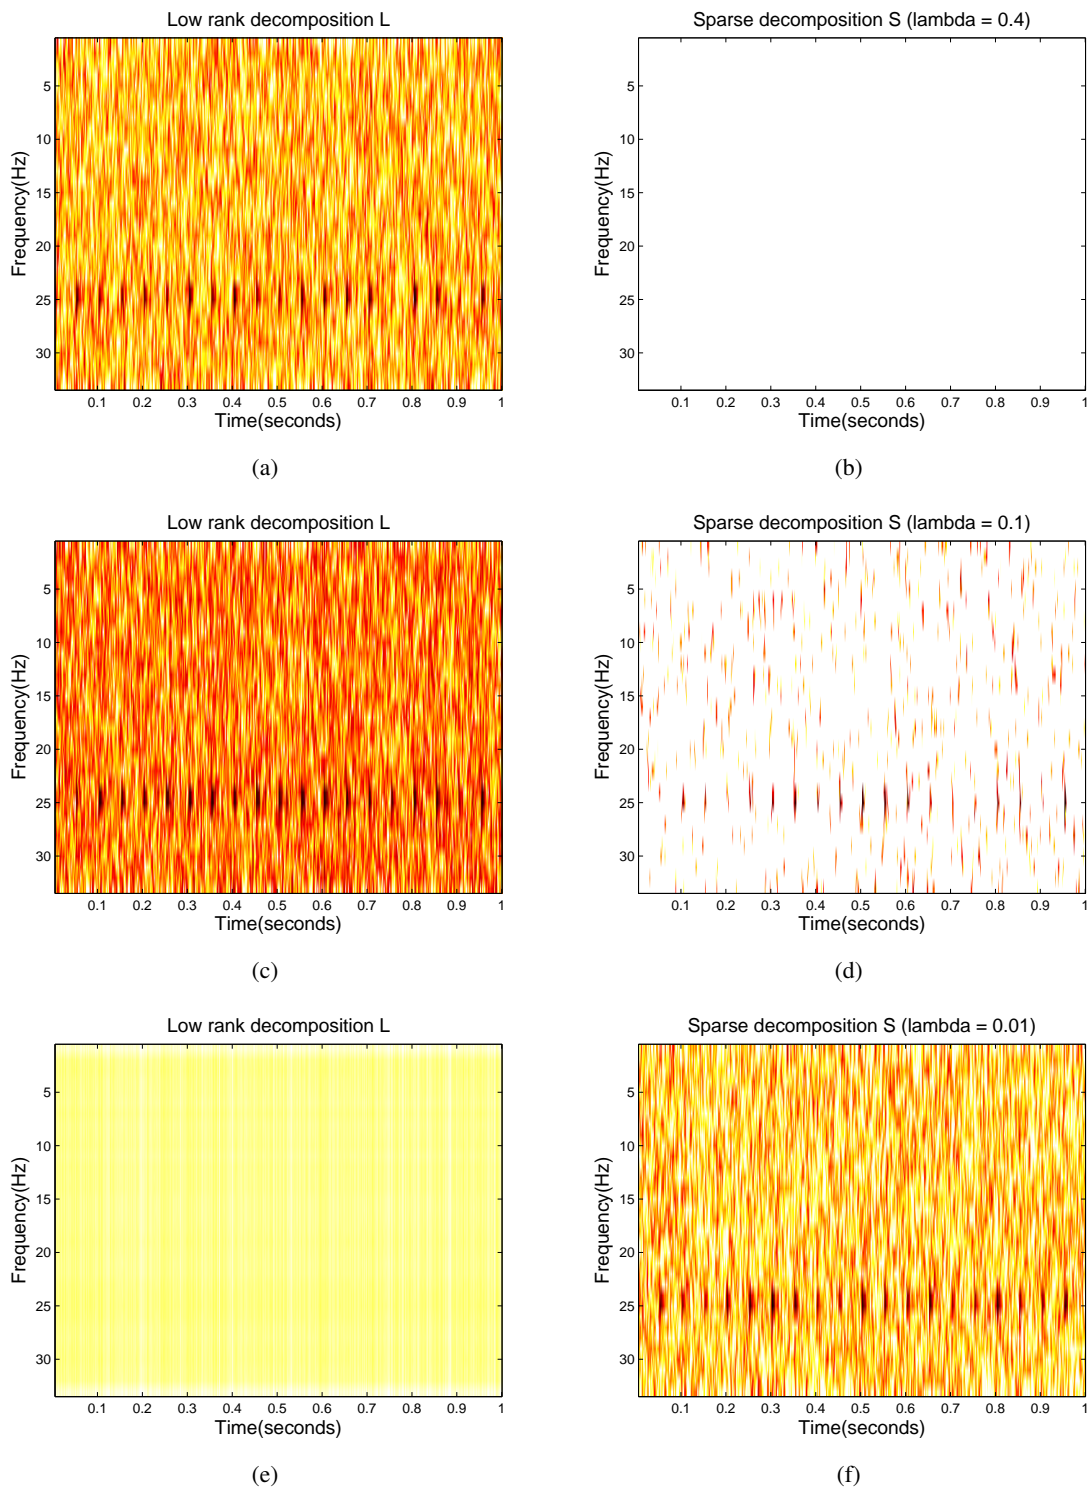 Low rank decomposition L
Sparse decomposition S (lambda = 0.4)
Frequency(Hz)
5
10
15
20
25
30
0.1 0.2 0.3 0.4 0.5 0.6 0.7 0.8 0.9 1
Time(seconds)
Frequency(Hz)
5
10
15
20
25
30
0.1 0.2 0.3 0.4 0.5 0.6 0.7 0.8 0.9 1
Time(seconds)
(a)
(b)
Low rank decomposition L
Sparse decomposition S (lambda = 0.1)
Frequency(Hz)
5
10
15
20
25
30
0.1 0.2 0.3 0.4 0.5 0.6 0.7 0.8 0.9 1
Time(seconds)
Frequency(Hz)
5
10
15
20
25
30
0.1 0.2 0.3 0.4 0.5 0.6 0.7 0.8 0.9 1
Time(seconds)
(c)
(d)
Low rank decomposition L
Sparse decomposition S (lambda = 0.01)
Frequency(Hz)
5
10
15
20
25
30
0.1 0.2 0.3 0.4 0.5 0.6 0.7 0.8 0.9 1
Time(seconds)
Frequency(Hz)
5
10
15
20
25
30
0.1 0.2 0.3 0.4 0.5 0.6 0.7 0.8 0.9 1
Time(seconds)
(e)
(f)